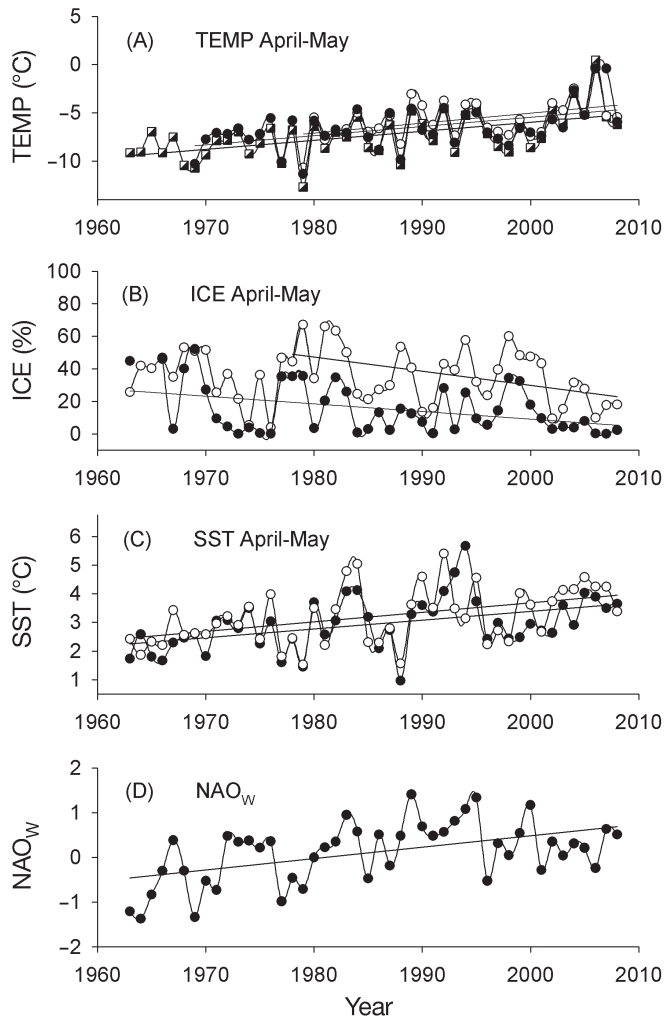 (A) TEMP April-May
TEMP (°C)
5
0
−5
−10
1960 1970 1980 1990 2000 2010
(B) ICE April-May
ICE (%)
100
80
60
40
20
0
1960 1970 1980 1990 2000 2010
(C) SST April-May
SST (°C)
6
5
4
3
2
1
1960 1970 1980 1990 2000 2010
(D) NAOW
NAOW
2
1
0
−1
−2
1960 1970 1980 1990 2000 2010
Year